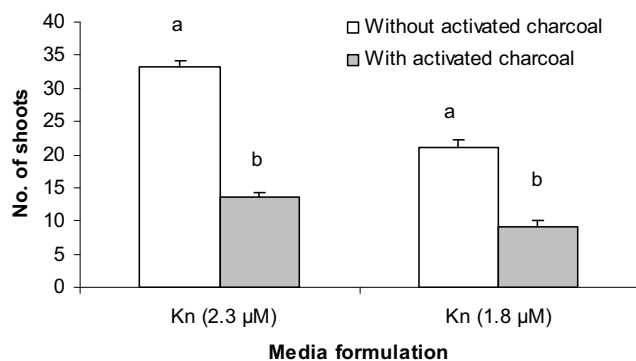 40
35
30
25
20
15
10
5
0
No. of shoots
a
b
a
b
Without activated charcoal
With activated charcoal
Kn (2.3 µM)
Kn (1.8 µM)
Media formulation